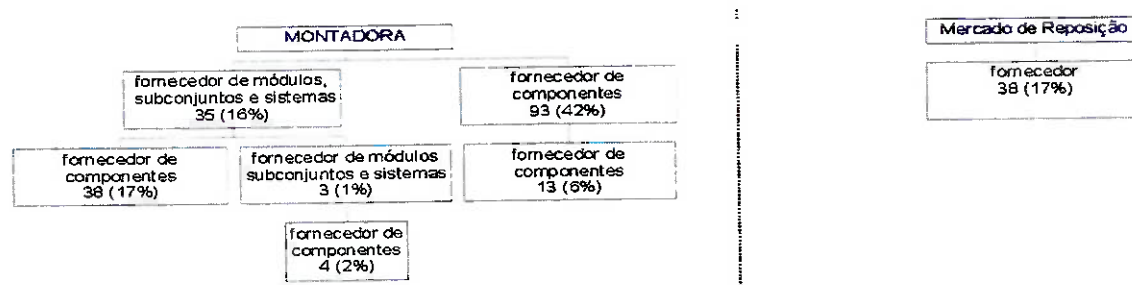 MONTADORA
fornecedor de módulos,
subconjuntos e sistemas
35 (16%)
fornecedor de
componentes
93 (42%)
fornecedor de
componentes
38 (17%)
fornecedor de módulos
subconjuntos e sistemas
3 (1%)
fornecedor de
componentes
13 (6%)
fornecedor de
componentes
4 (2%)
Mercado de Reposição
fornecedor
38 (17%)